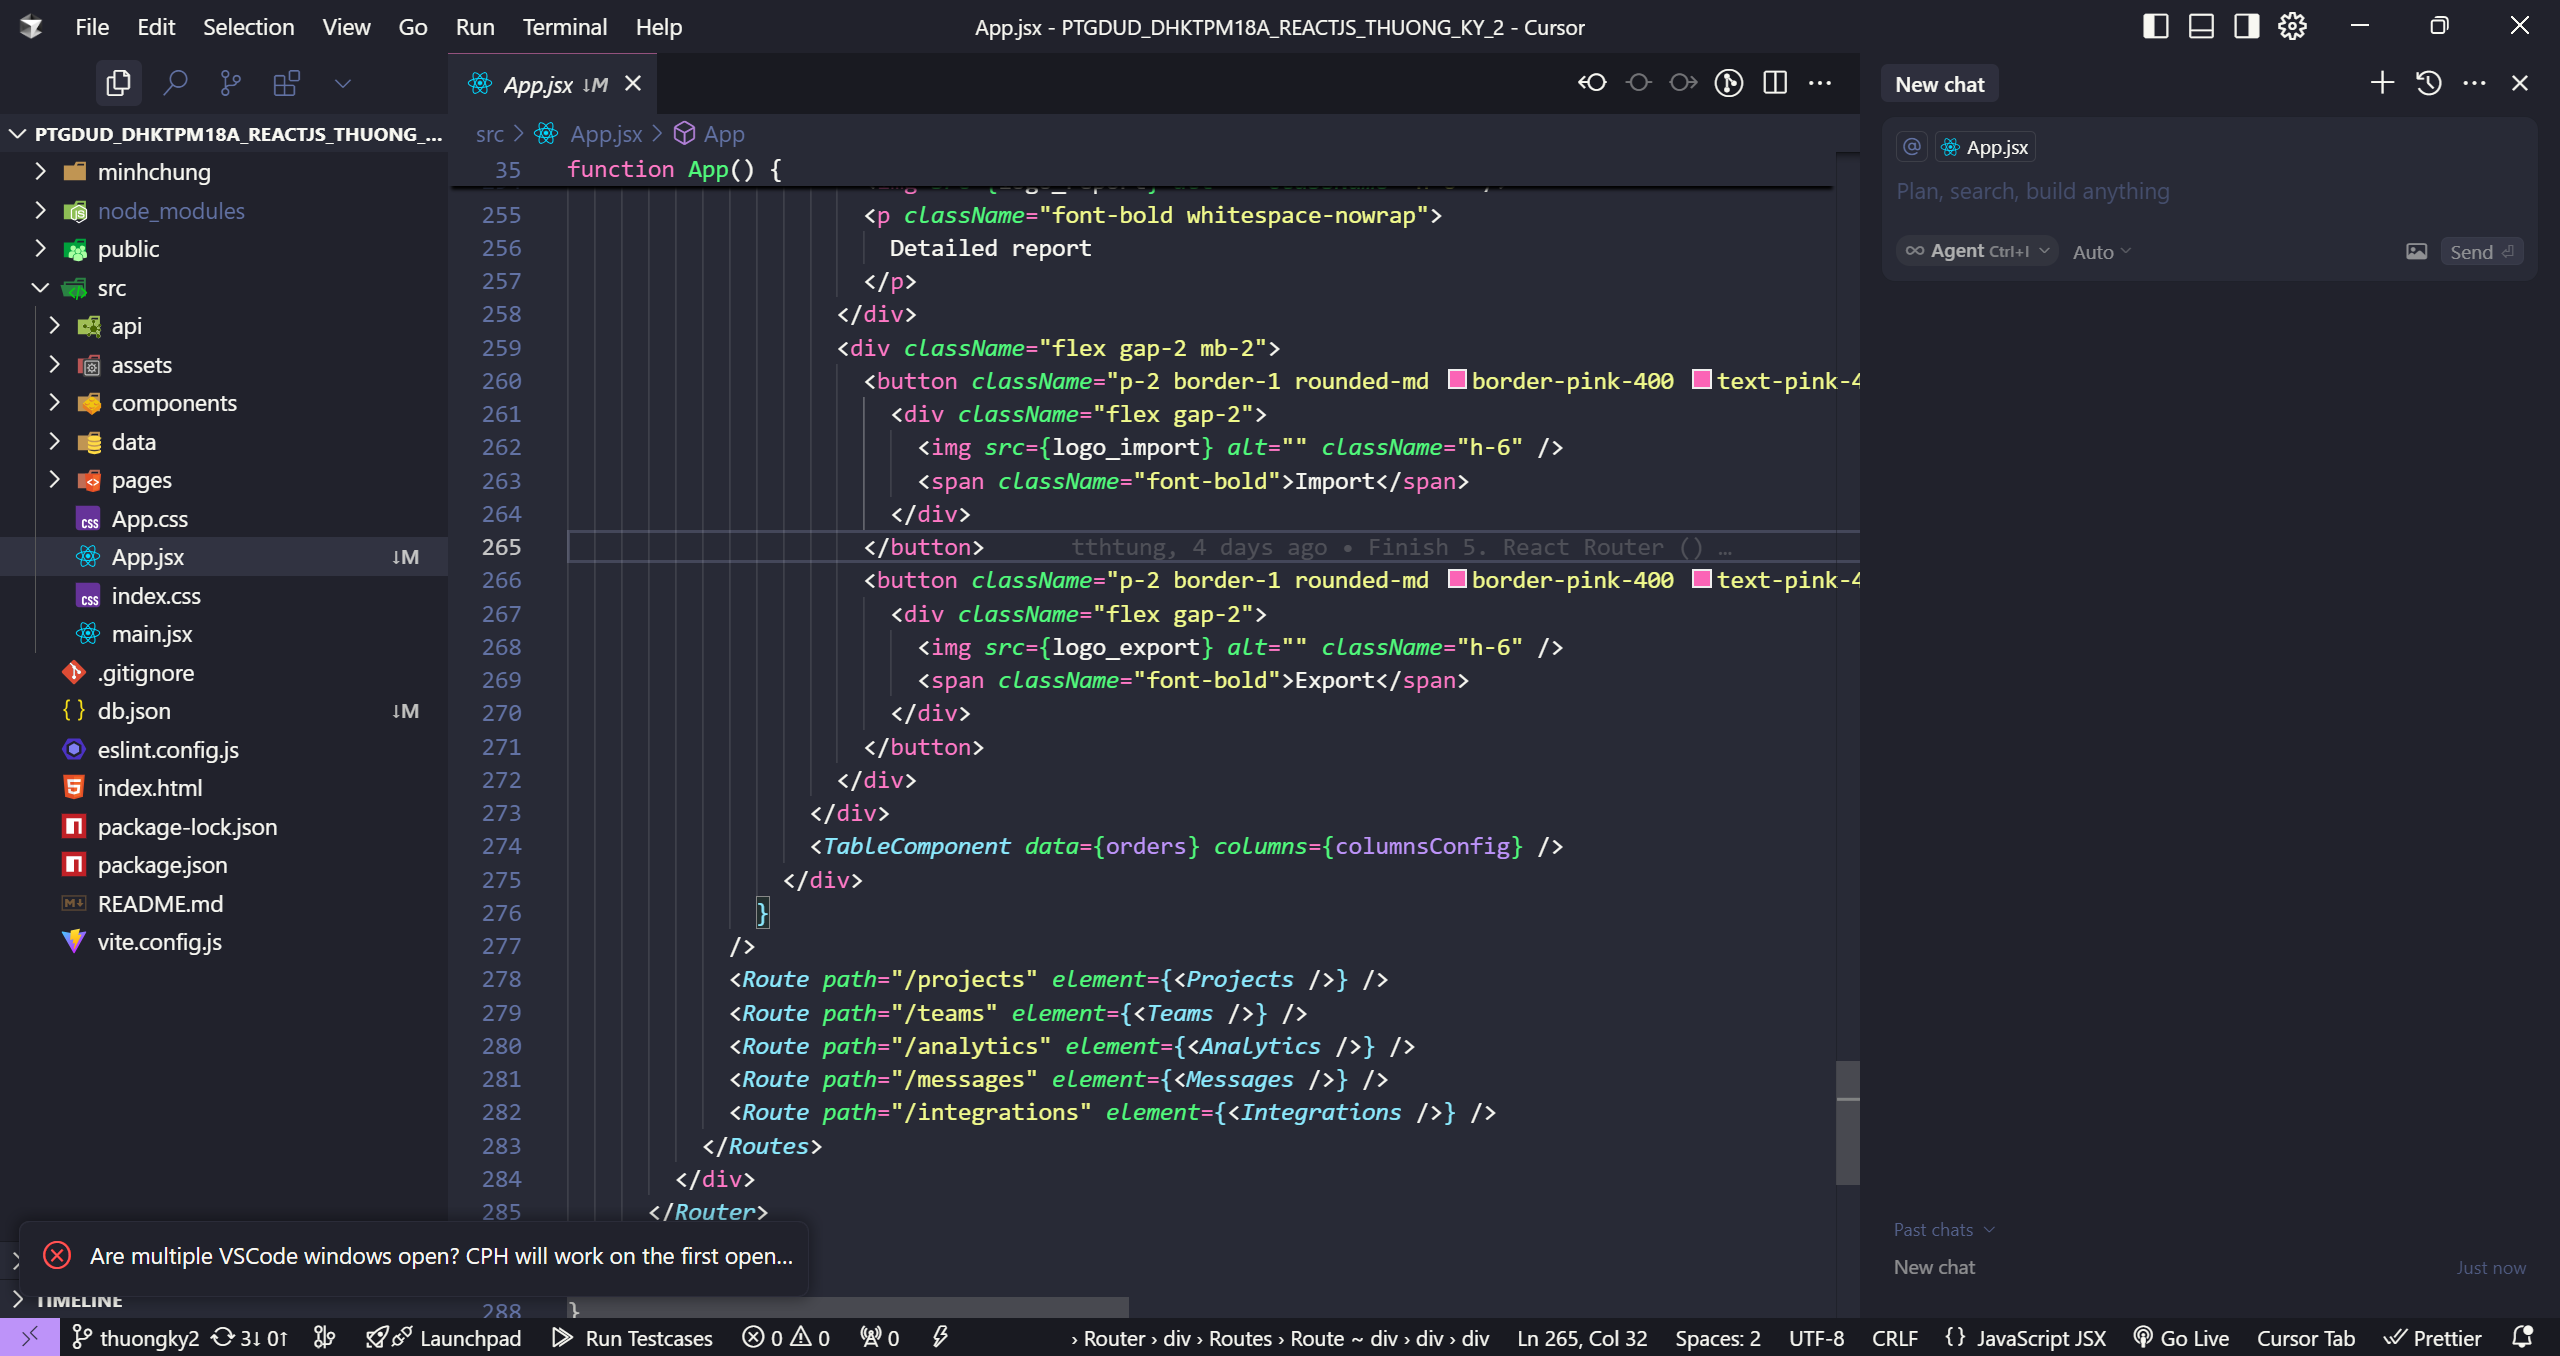 File Edit Selection View Go Run Terminal Help
App.jsx - PTGDUD_DHKTPM18A_REACTJS_THUONG_KY_2 - Cursor
App.jsx ↓M
New chat
PTGDUD_DHKTPM18A_REACTJS_THUONG_...
minhchung
node_modules
public
src
api
assets
components
data
pages
App.css
App.jsx ↓M
index.css
main.jsx
.gitignore
db.json ↓M
eslint.config.js
index.html
package-lock.json
package.json
README.md
vite.config.js
TIMELINE
src > App.jsx > App
35 function App() {
255 <p className="font-bold whitespace-nowrap">
256 Detailed report
257 </p>
258 </div>
259 <div className="flex gap-2 mb-2">
260 <button className="p-2 border-1 rounded-md border-pink-400 text-pink-4
261 <div className="flex gap-2">
262 <img src={logo_import} alt="" className="h-6" />
263 <span className="font-bold">Import</span>
264 </div>
265 </button> tthtung, 4 days ago • Finish 5. React Router () …
266 <button className="p-2 border-1 rounded-md border-pink-400 text-pink-4
267 <div className="flex gap-2">
268 <img src={logo_export} alt="" className="h-6" />
269 <span className="font-bold">Export</span>
270 </div>
271 </button>
272 </div>
273 </div>
274 <TableComponent data={orders} columns={columnsConfig} />
275 </div>
276 }
277 />
278 <Route path="/projects" element={<Projects />} />
279 <Route path="/teams" element={<Teams />} />
280 <Route path="/analytics" element={<Analytics />} />
281 <Route path="/messages" element={<Messages />} />
282 <Route path="/integrations" element={<Integrations />} />
283 </Routes>
284 </div>
285 </Router>
288 }
Are multiple VSCode windows open? CPH will work on the first open...
@ App.jsx
Plan, search, build anything
∞ Agent Ctrl+I Auto Send ⏎
Past chats
New chat Just now
thuongky2 3↓ 0↑ Launchpad Run Testcases 0 0 0 › Router › div › Routes › Route ~ div › div › div Ln 265, Col 32 Spaces: 2 UTF-8 CRLF {} JavaScript JSX Go Live Cursor Tab Prettier